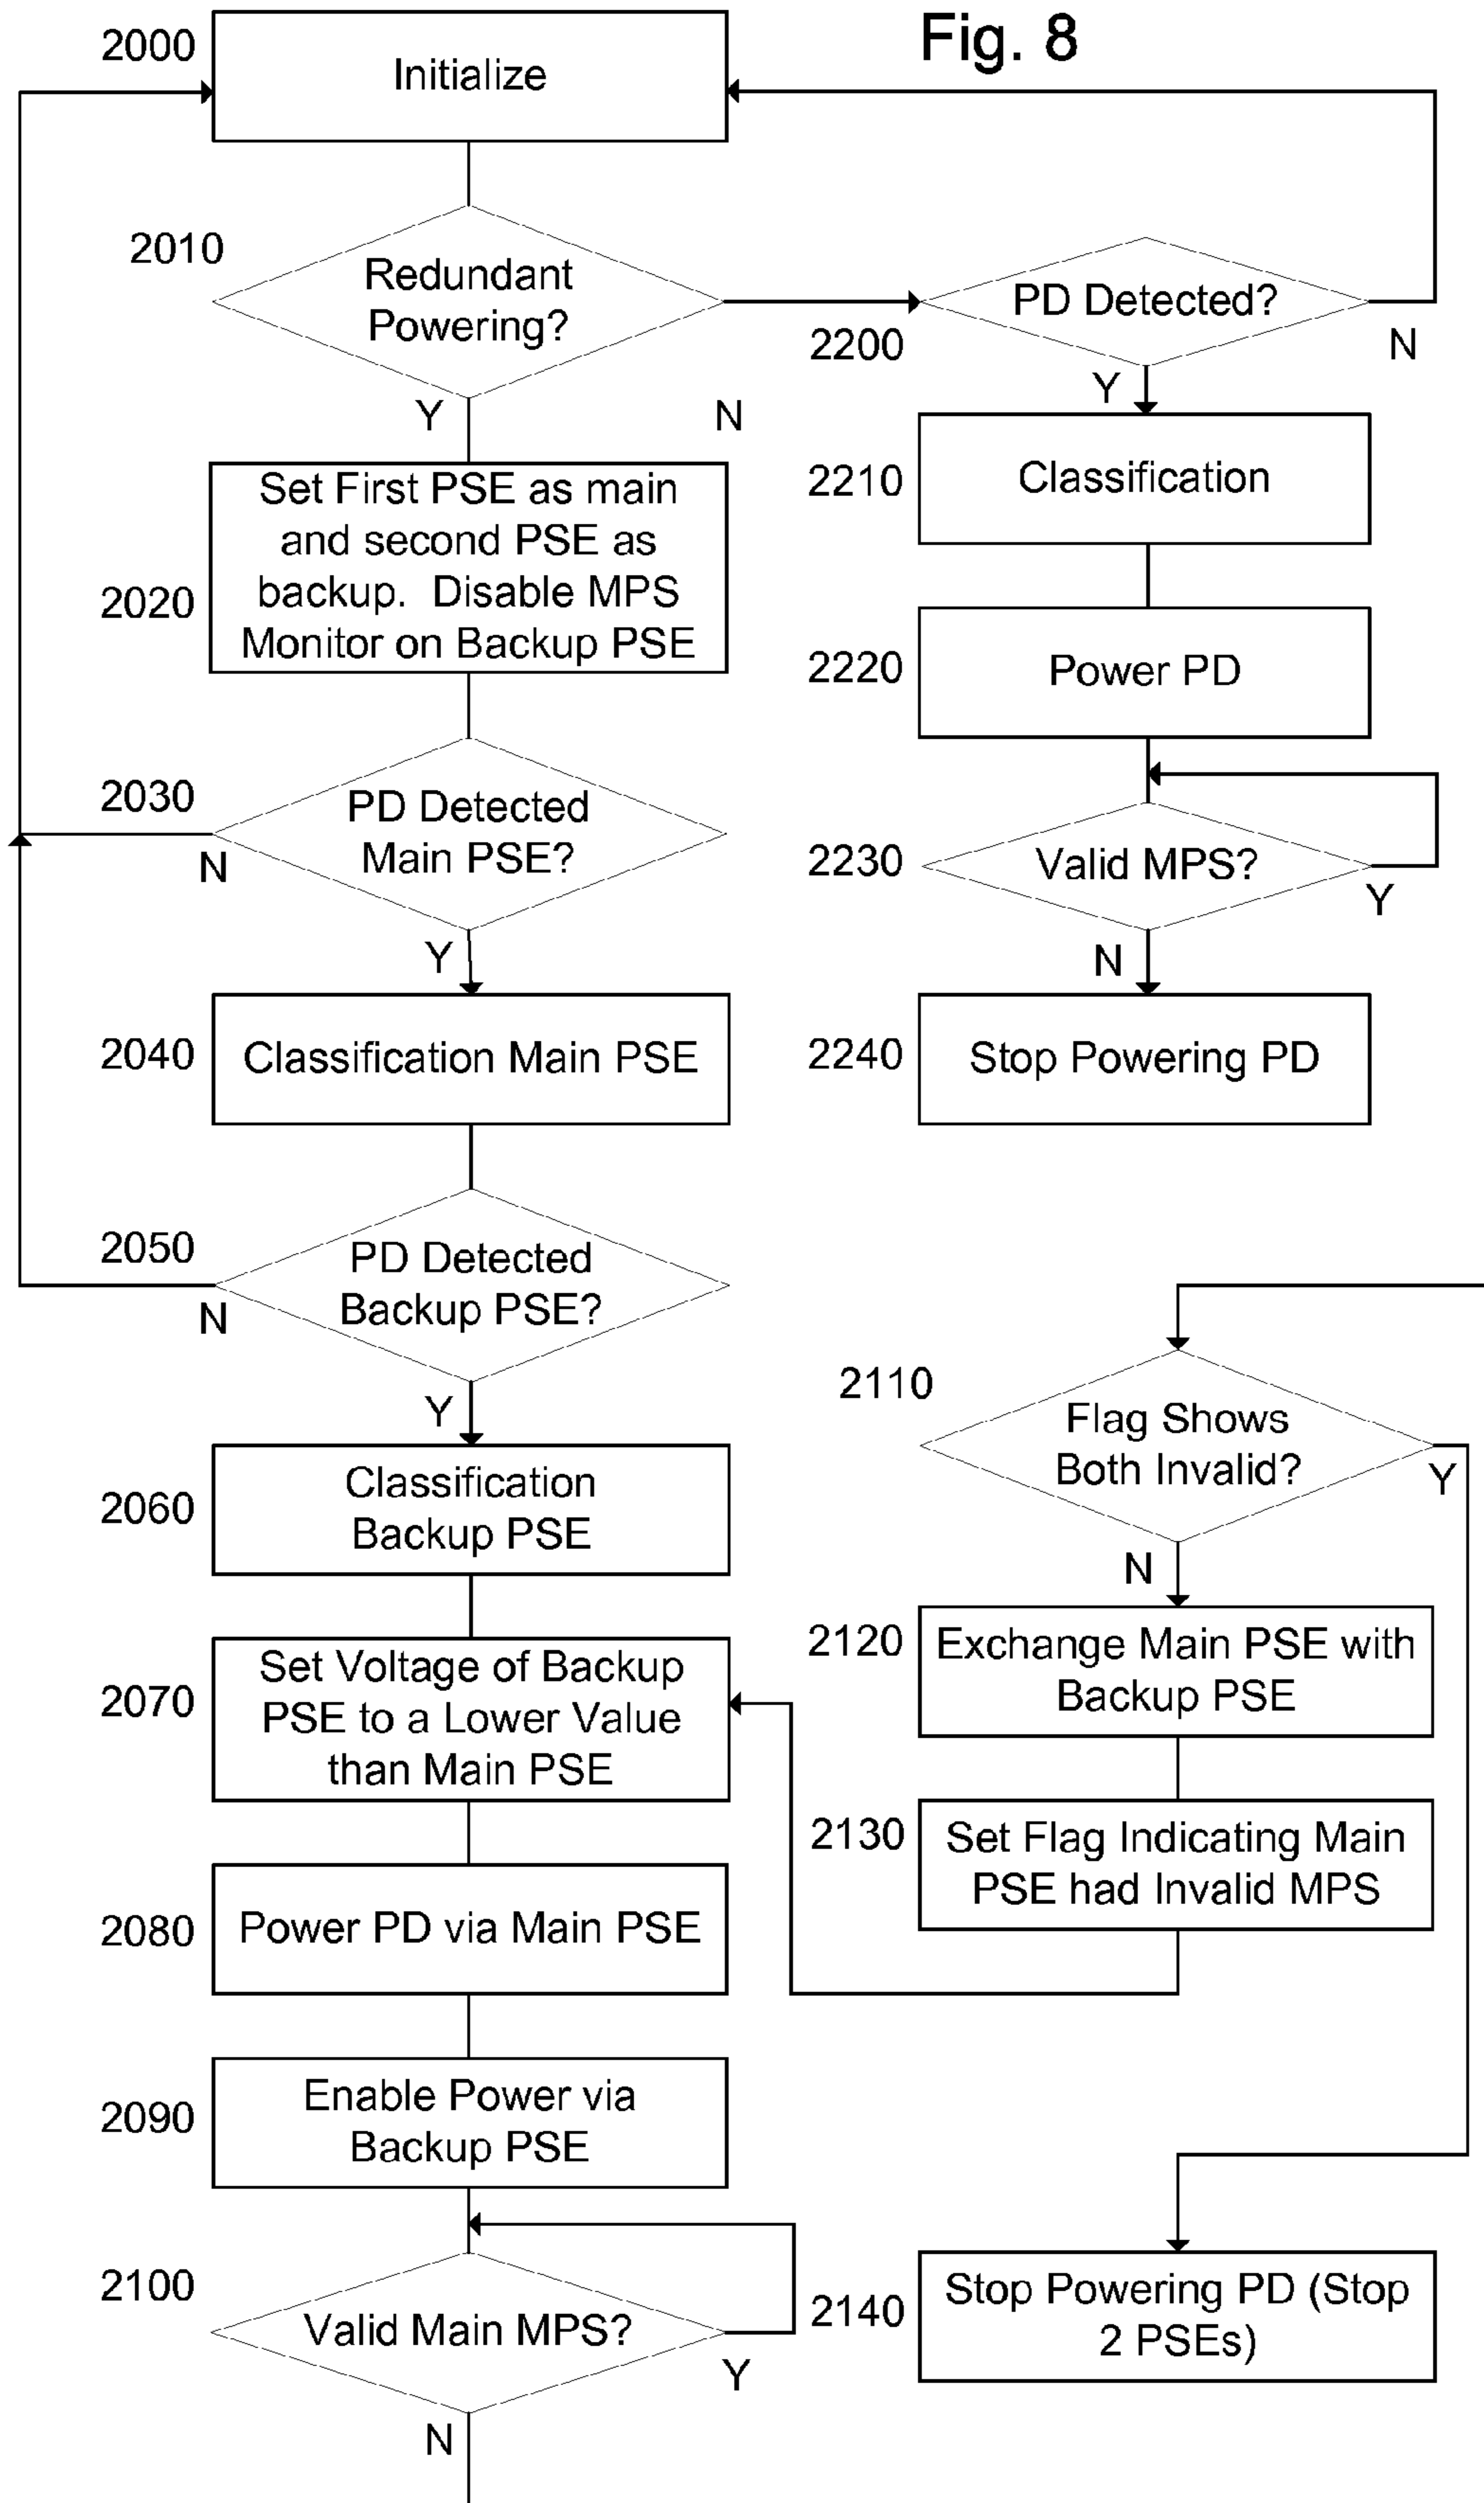 Fig. 8
2000
Initialize
2010
Redundant
Powering?
Y
N
2020
Set First PSE as main
and second PSE as
backup. Disable MPS
Monitor on Backup PSE
2030
PD Detected
Main PSE?
N
Y
2040
Classification Main PSE
2050
PD Detected
Backup PSE?
N
Y
2060
Classification
Backup PSE
2070
Set Voltage of Backup
PSE to a Lower Value
than Main PSE
2080
Power PD via Main PSE
2090
Enable Power via
Backup PSE
2100
Valid Main MPS?
Y
N
2200
PD Detected?
N
Y
2210
Classification
2220
Power PD
2230
Valid MPS?
Y
N
2240
Stop Powering PD
2110
Flag Shows
Both Invalid?
Y
N
2120
Exchange Main PSE with
Backup PSE
2130
Set Flag Indicating Main
PSE had Invalid MPS
2140
Stop Powering PD (Stop
2 PSEs)